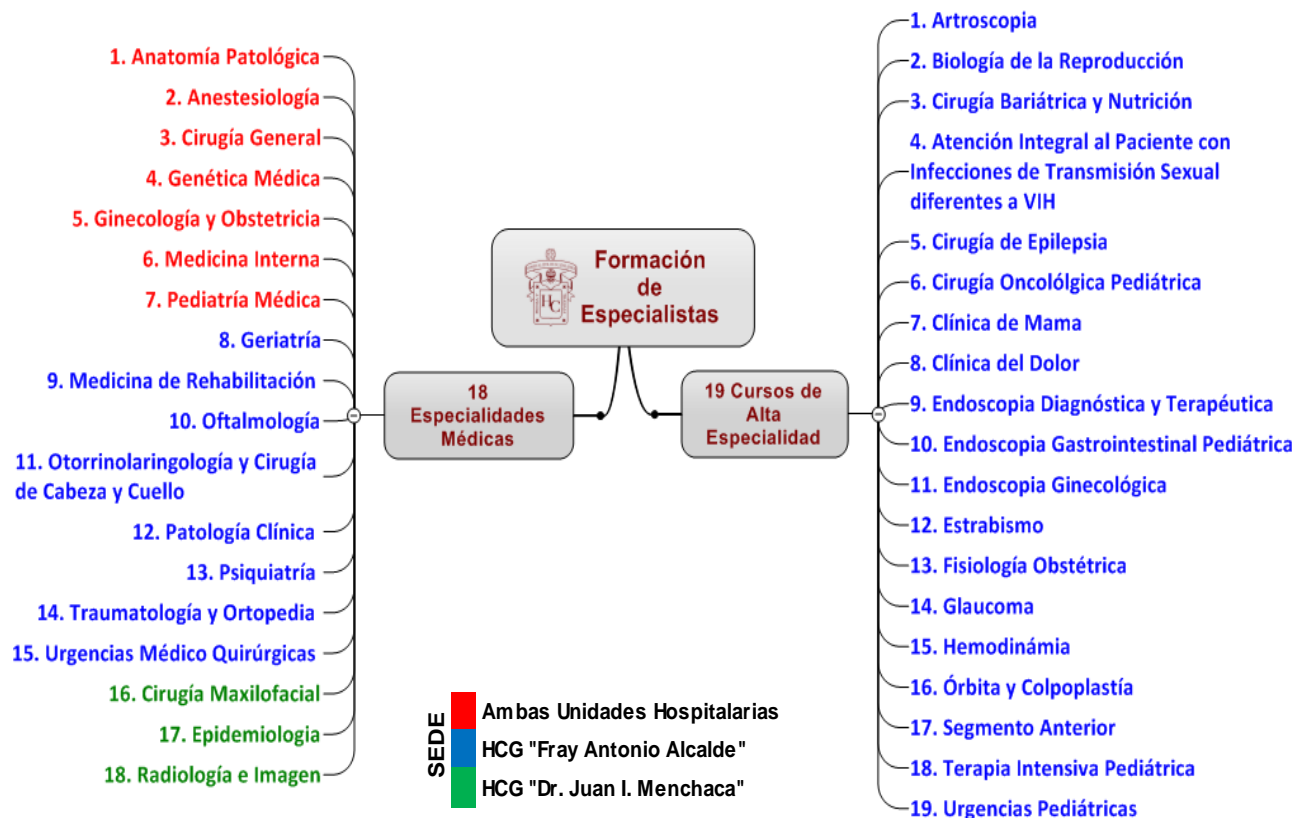 Formación
de
Especialistas
HC
18
Especialidades
Médicas
1. Anatomía Patológica
2. Anestesiología
3. Cirugía General
4. Genética Médica
5. Ginecología y Obstetricia
6. Medicina Interna
7. Pediatría Médica
8. Geriatría
9. Medicina de Rehabilitación
10. Oftalmología
11. Otorrinolaringología y Cirugía
de Cabeza y Cuello
12. Patología Clínica
13. Psiquiatría
14. Traumatología y Ortopedia
15. Urgencias Médico Quirúrgicas
16. Cirugía Maxilofacial
17. Epidemiologia
18. Radiología e Imagen
19 Cursos de
Alta
Especialidad
1. Artroscopia
2. Biología de la Reproducción
3. Cirugía Bariátrica y Nutrición
4. Atención Integral al Paciente con
Infecciones de Transmisión Sexual
diferentes a VIH
5. Cirugía de Epilepsia
6. Cirugía Oncolólgica Pediátrica
7. Clínica de Mama
8. Clínica del Dolor
9. Endoscopia Diagnóstica y Terapéutica
10. Endoscopia Gastrointestinal Pediátrica
11. Endoscopia Ginecológica
12. Estrabismo
13. Fisiología Obstétrica
14. Glaucoma
15. Hemodinámia
16. Órbita y Colpoplastía
17. Segmento Anterior
18. Terapia Intensiva Pediátrica
19. Urgencias Pediátricas
SEDE
Ambas Unidades Hospitalarias
HCG "Fray Antonio Alcalde"
HCG "Dr. Juan I. Menchaca"